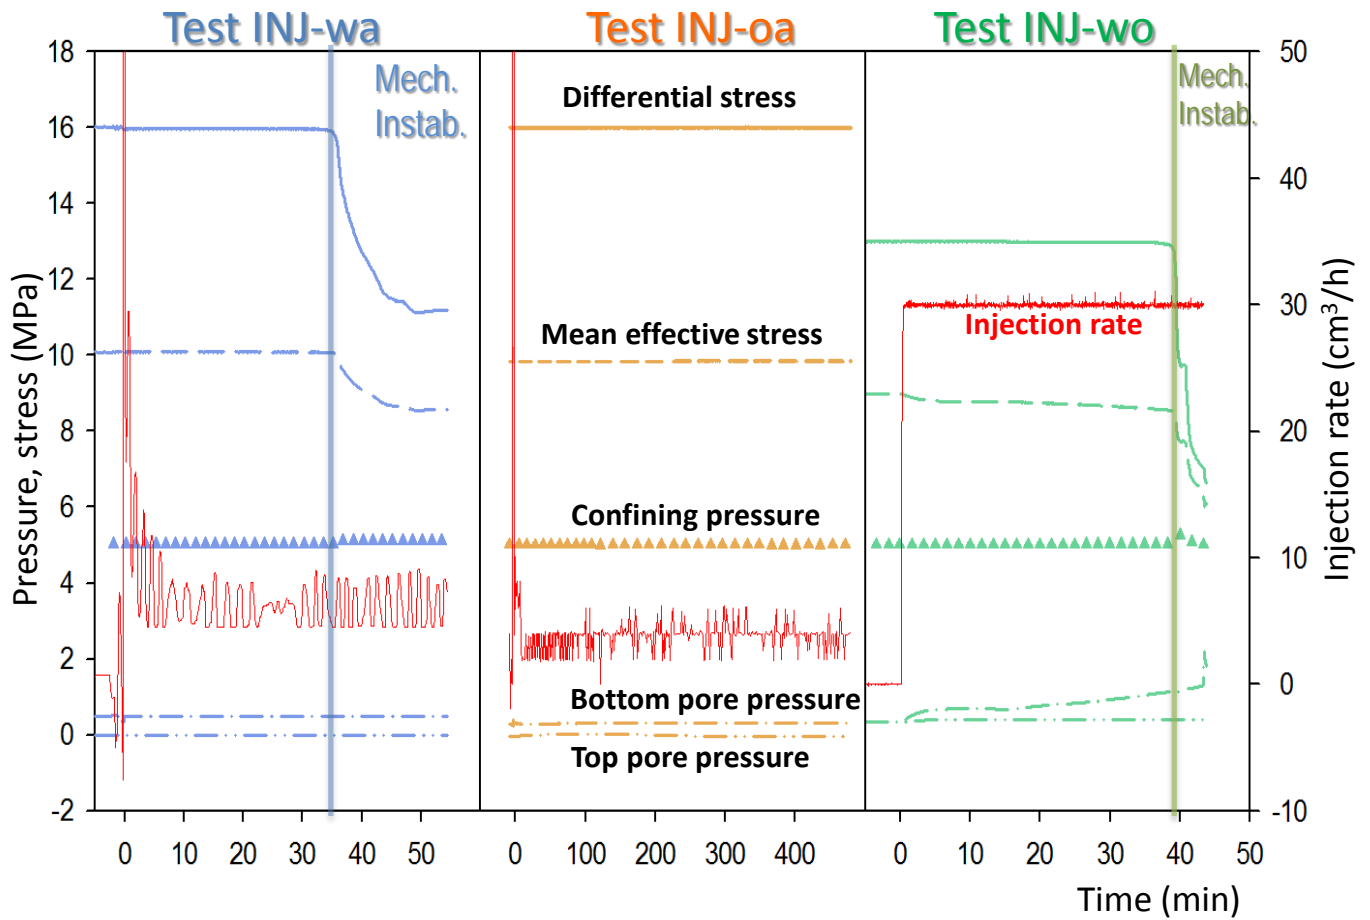 Test INJ-wa
Test INJ-oa
Test INJ-wo
18
16
14
12
10
8
6
4
2
0
-2
Pressure, stress (MPa)
Mech.
Instab.
Differential stress
Mean effective stress
Confining pressure
Bottom pore pressure
Top pore pressure
Mech.
Instab.
Injection rate
50
40
30
20
10
0
-10
Injection rate (cm³/h)
0 10 20 30 40 50
0 100 200 300 400
0 10 20 30 40 50
Time (min)